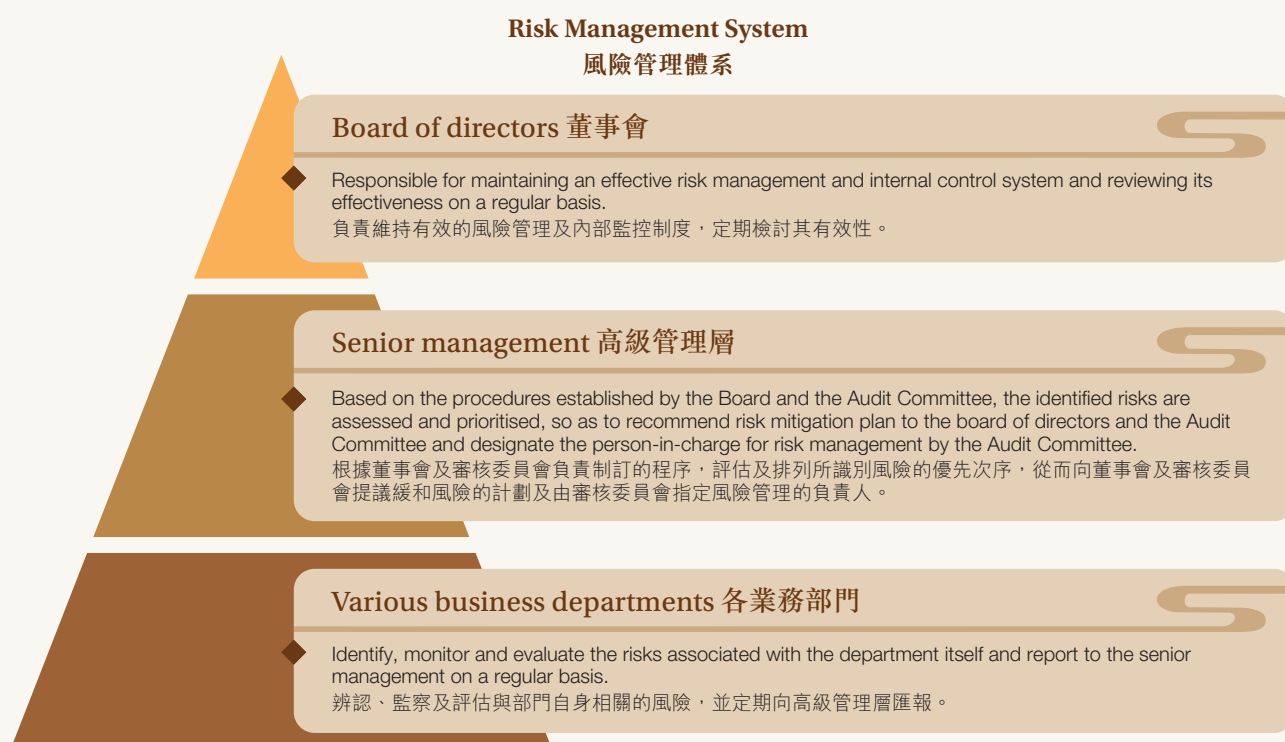 Risk Management System
風險管理體系
Board of directors 董事會
Responsible for maintaining an effective risk management and internal control system and reviewing its
effectiveness on a regular basis.
負責維持有效的風險管理及內部監控制度，定期檢討其有效性。
Senior management 高級管理層
Based on the procedures established by the Board and the Audit Committee, the identified risks are
assessed and prioritised, so as to recommend risk mitigation plan to the board of directors and the Audit
Committee and designate the person-in-charge for risk management by the Audit Committee.
根據董事會及審核委員會負責制訂的程序，評估及排列所識別風險的優先次序，從而向董事會及審核委員
會提議緩和風險的計劃及由審核委員會指定風險管理的負責人。
Various business departments 各業務部門
Identify, monitor and evaluate the risks associated with the department itself and report to the senior
management on a regular basis.
辨認、監察及評估與部門自身相關的風險，並定期向高級管理層匯報。